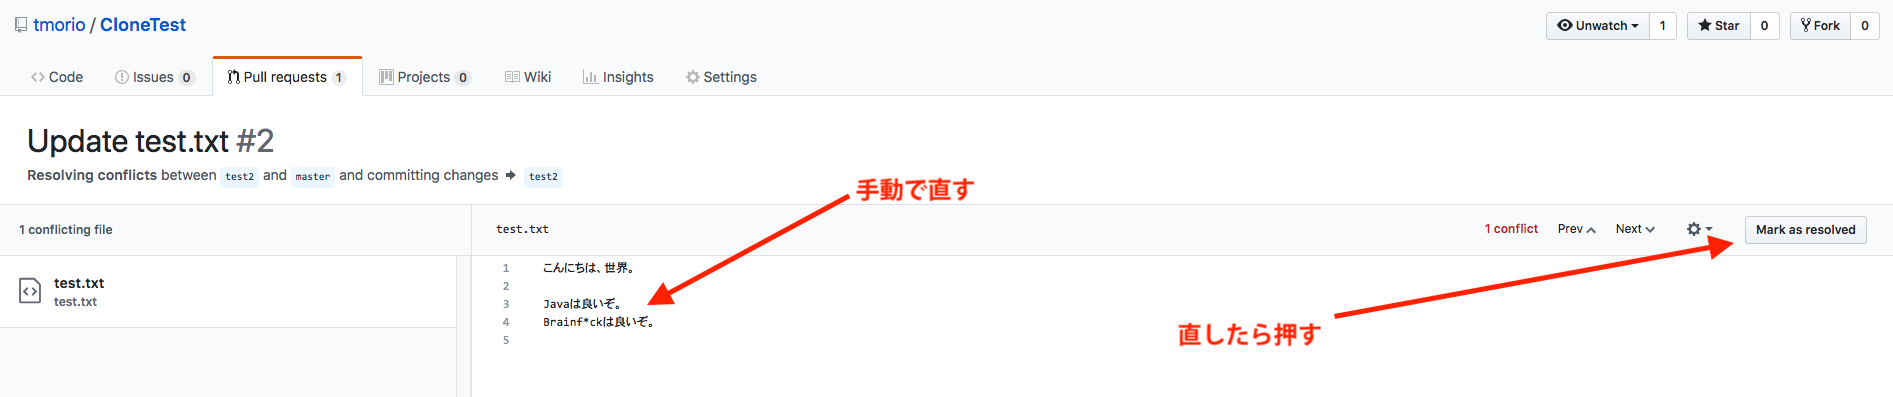 tmorio / CloneTest
Unwatch 1 Star 0 Fork 0
Code Issues 0 Pull requests 1 Projects 0 Wiki Insights Settings
Update test.txt #2
Resolving conflicts between test2 and master and committing changes → test2
手動で直す
1 conflicting file
test.txt
1 conflict Prev Next Mark as resolved
test.txt
test.txt
1 こんにちは、世界。
2
3 Javaは良いぞ。
4 Brainf*ckは良いぞ。
5
直したら押す